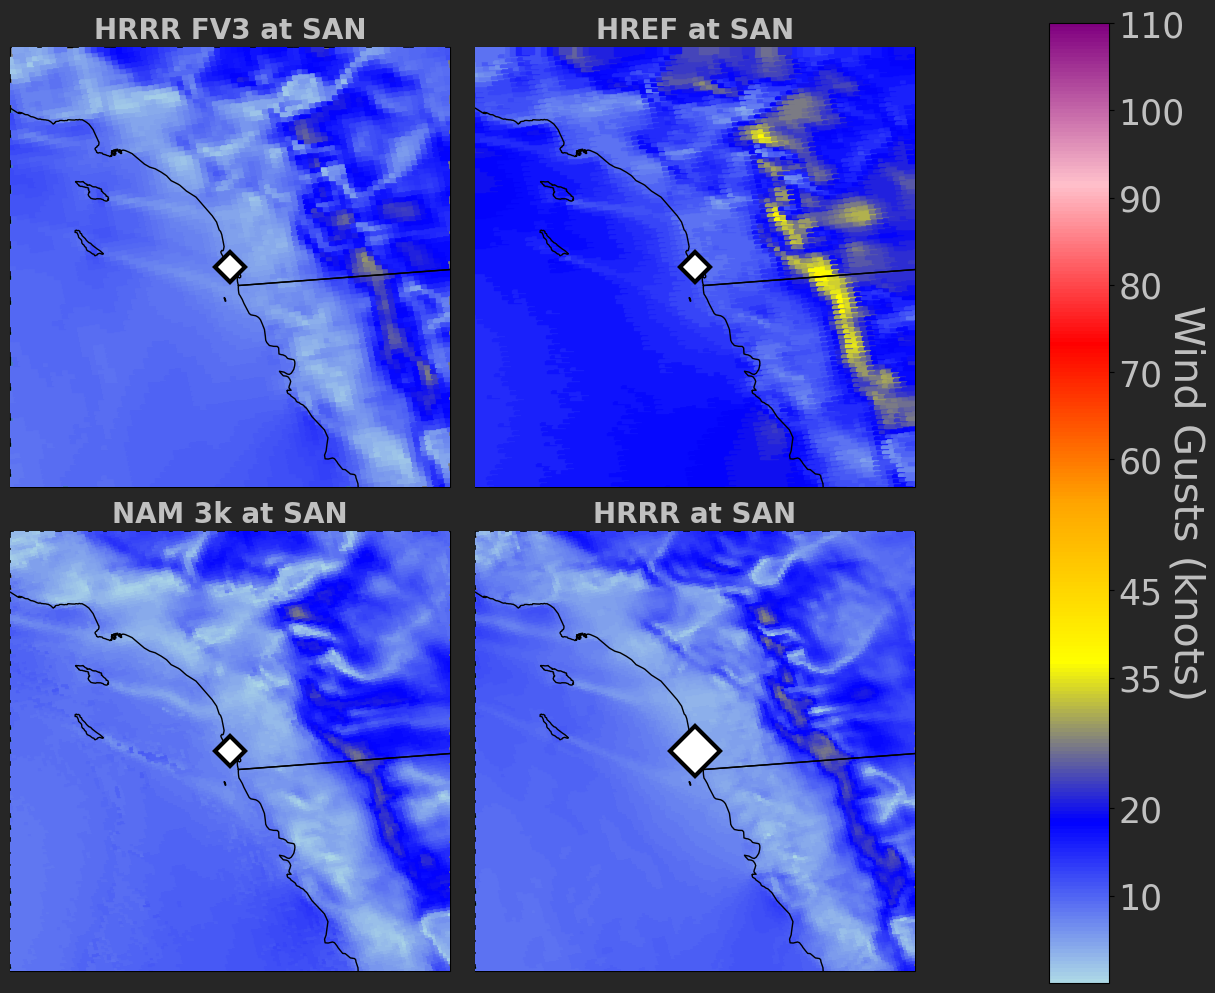 HRRR FV3 at SAN
HREF at SAN
NAM 3k at SAN
HRRR at SAN
110
100
90
80
70
60
45
35
20
10
Wind Gusts (knots)